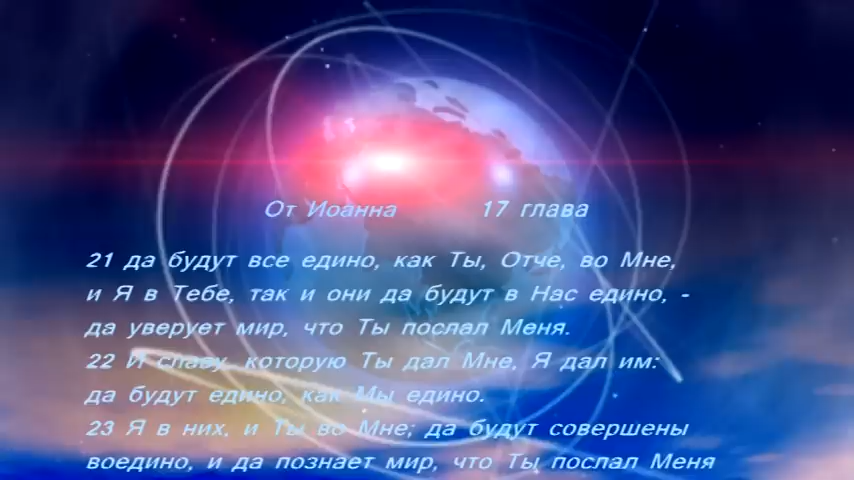 От Иоанна 17 глава
21 да будут все едино, как Ты, Отче, во Мне,
и Я в Тебе, так и они да будут в Нас едино, -
да уверует мир, что Ты послал Меня.
22 И славу, которую Ты дал Мне, Я дал им:
да будут едино, как Мы едино.
23 Я в них, и Ты во Мне; да будут совершены
воедино, и да познает мир, что Ты послал Меня